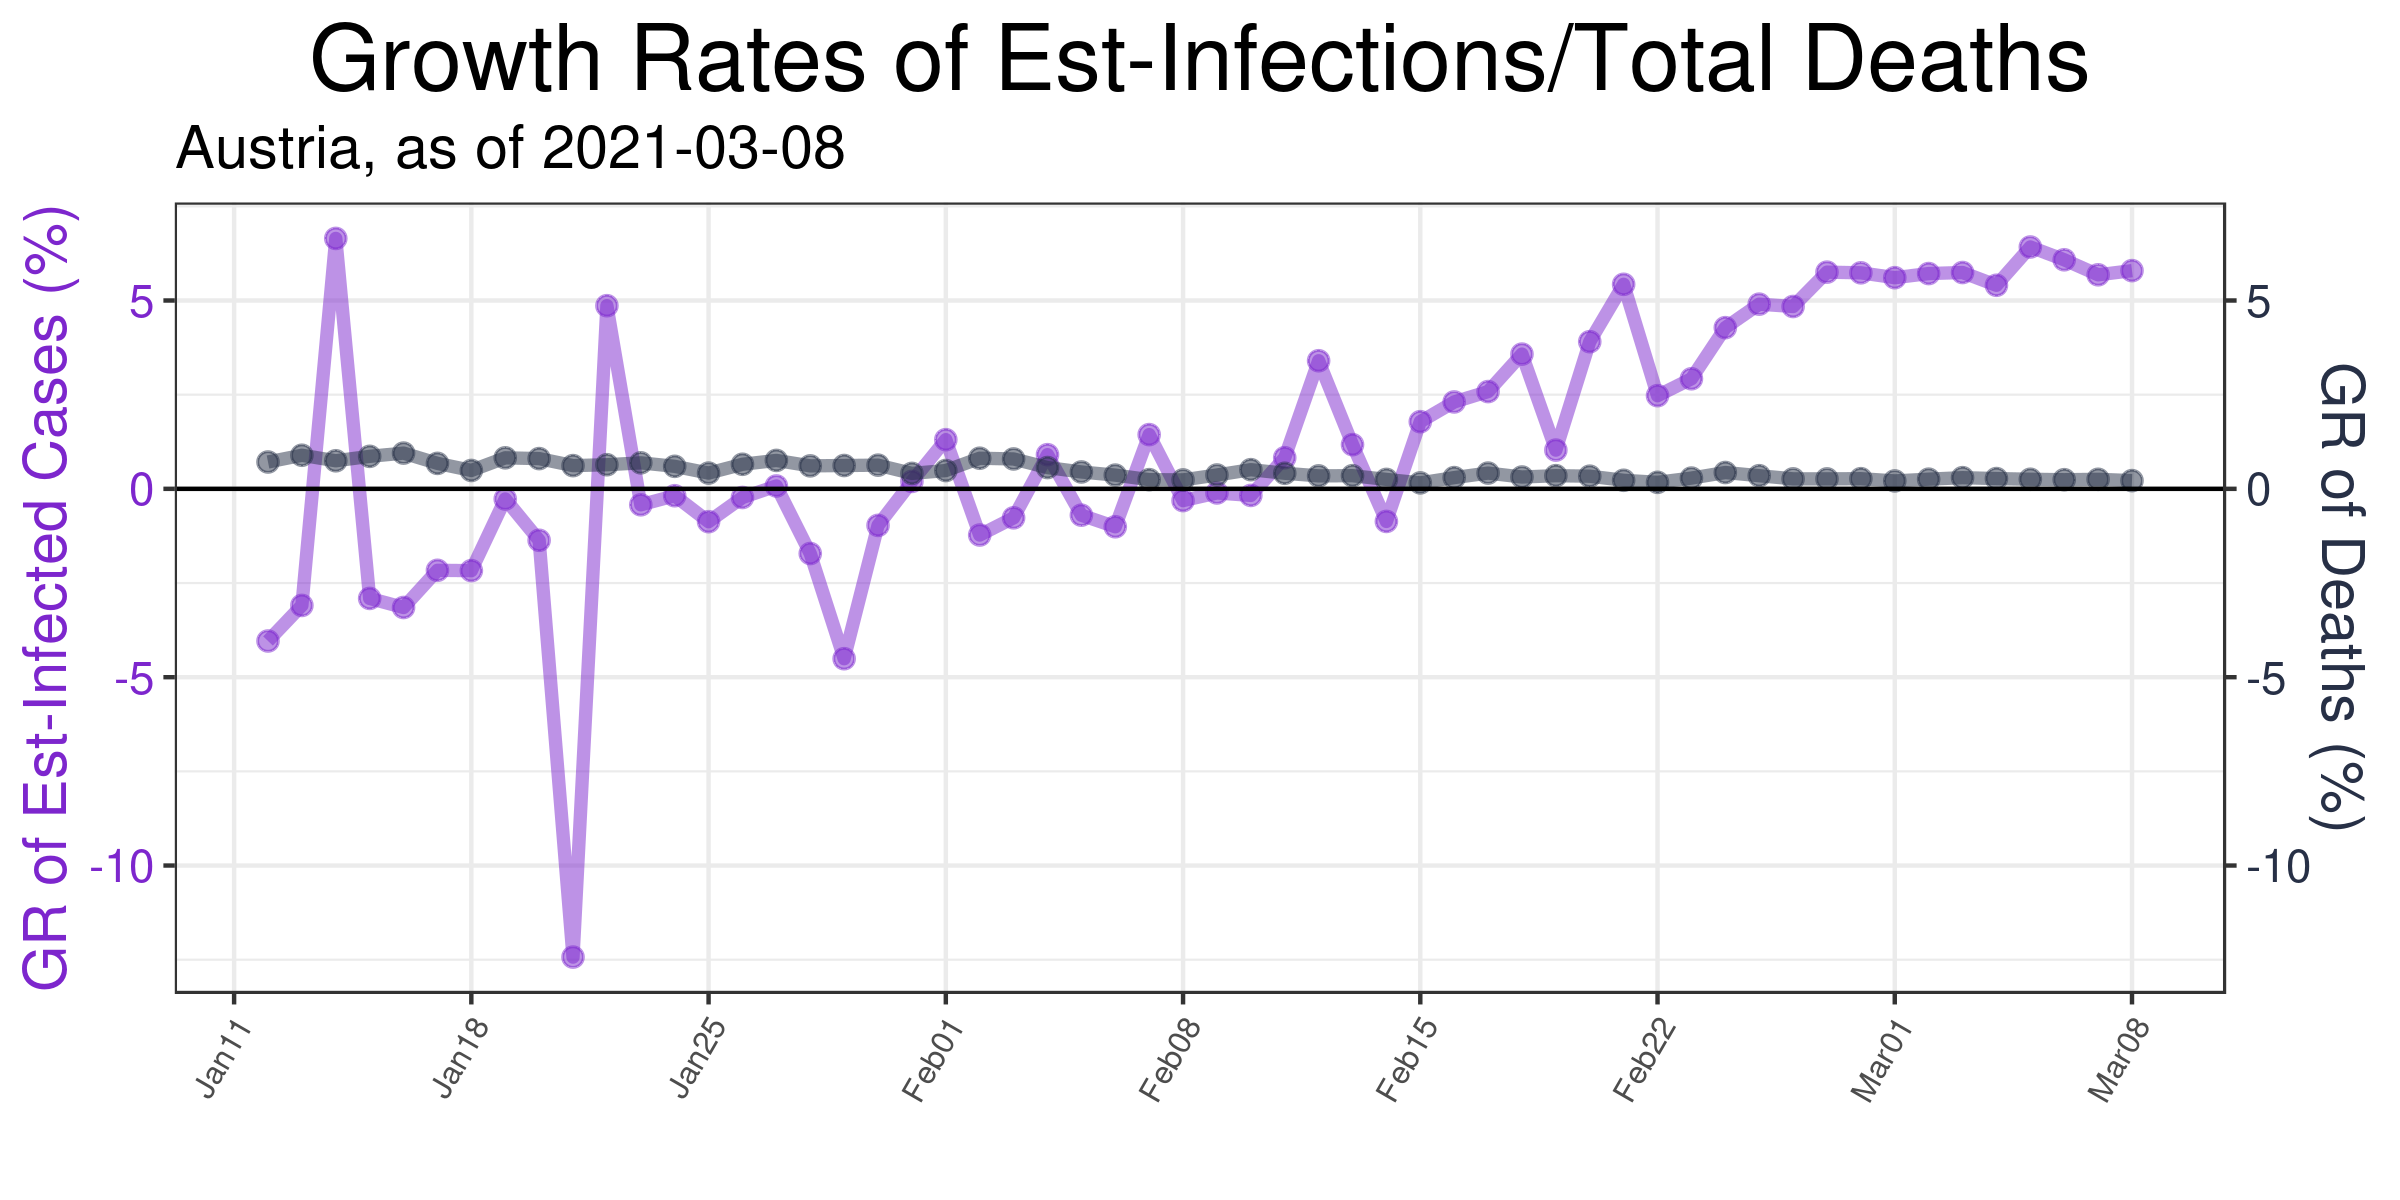 Growth Rates of Est-Infections/Total Deaths
Austria, as of 2021-03-08
GR of Est-Infected Cases (%)
5
0
-5
-10
5
0
-5
-10
GR of Deaths (%)
Jan11
Jan18
Jan25
Feb01
Feb08
Feb15
Feb22
Mar01
Mar08